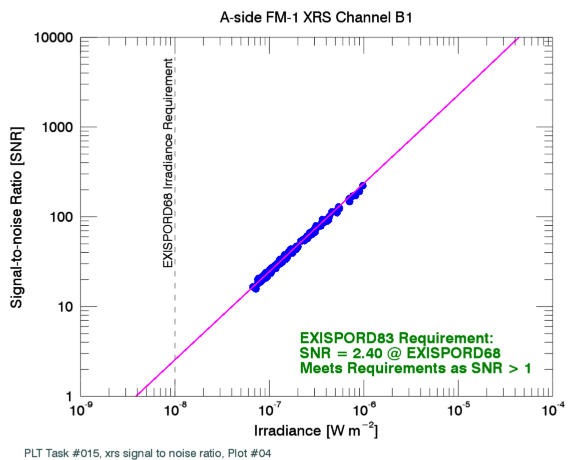 A-side FM-1 XRS Channel B1
Signal-to-noise Ratio [SNR]
10000
1000
100
10
1
EXISPORD68 Irradiance Requirement
EXISPORD83 Requirement:
SNR = 2.40 @ EXISPORD68
Meets Requirements as SNR > 1
10⁻⁹ 10⁻⁸ 10⁻⁷ 10⁻⁶ 10⁻⁵ 10⁻⁴
Irradiance [W m⁻²]
PLT Task #015, xrs signal to noise ratio, Plot #04